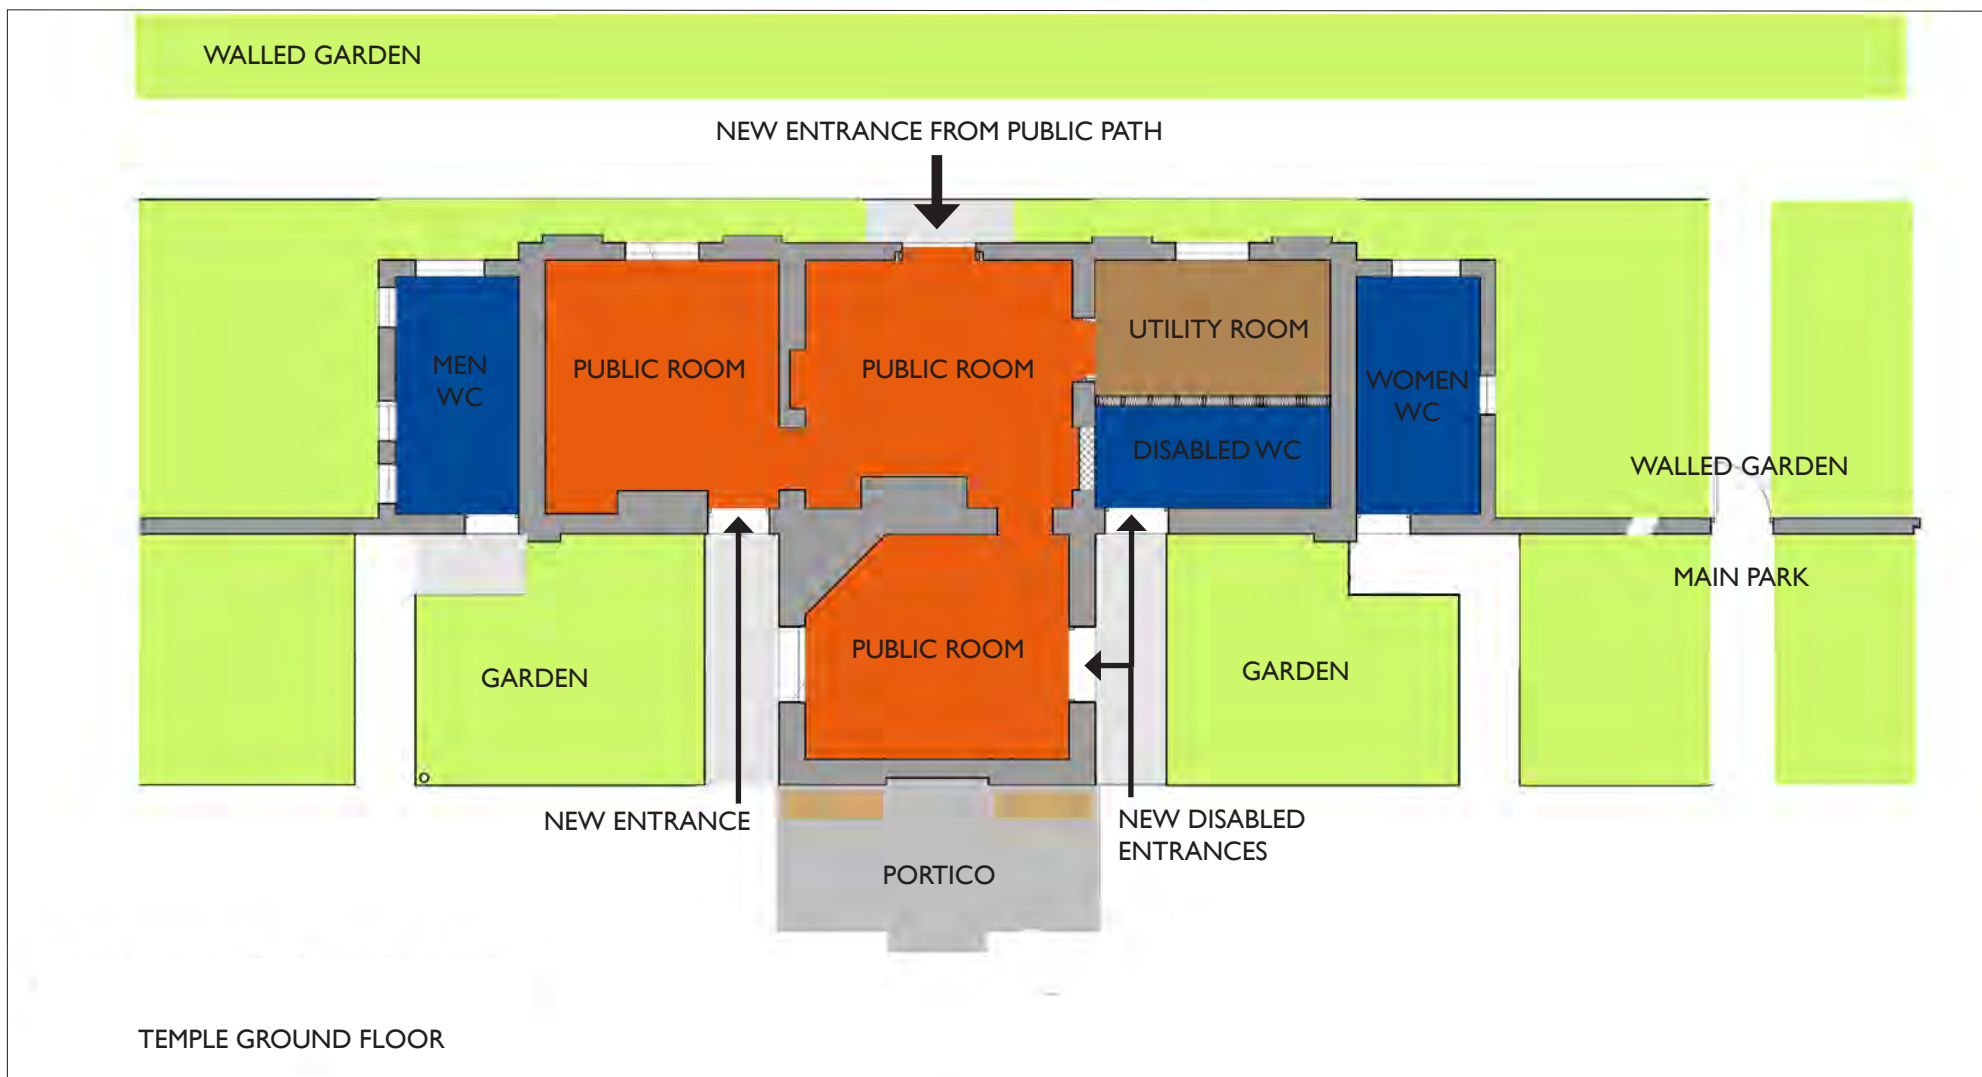 WALLED GARDEN
NEW ENTRANCE FROM PUBLIC PATH
MEN
WC
PUBLIC ROOM
PUBLIC ROOM
UTILITY ROOM
DISABLED WC
WOMEN
WC
WALLED GARDEN
MAIN PARK
GARDEN
PUBLIC ROOM
GARDEN
NEW ENTRANCE
NEW DISABLED
ENTRANCES
PORTICO
TEMPLE GROUND FLOOR